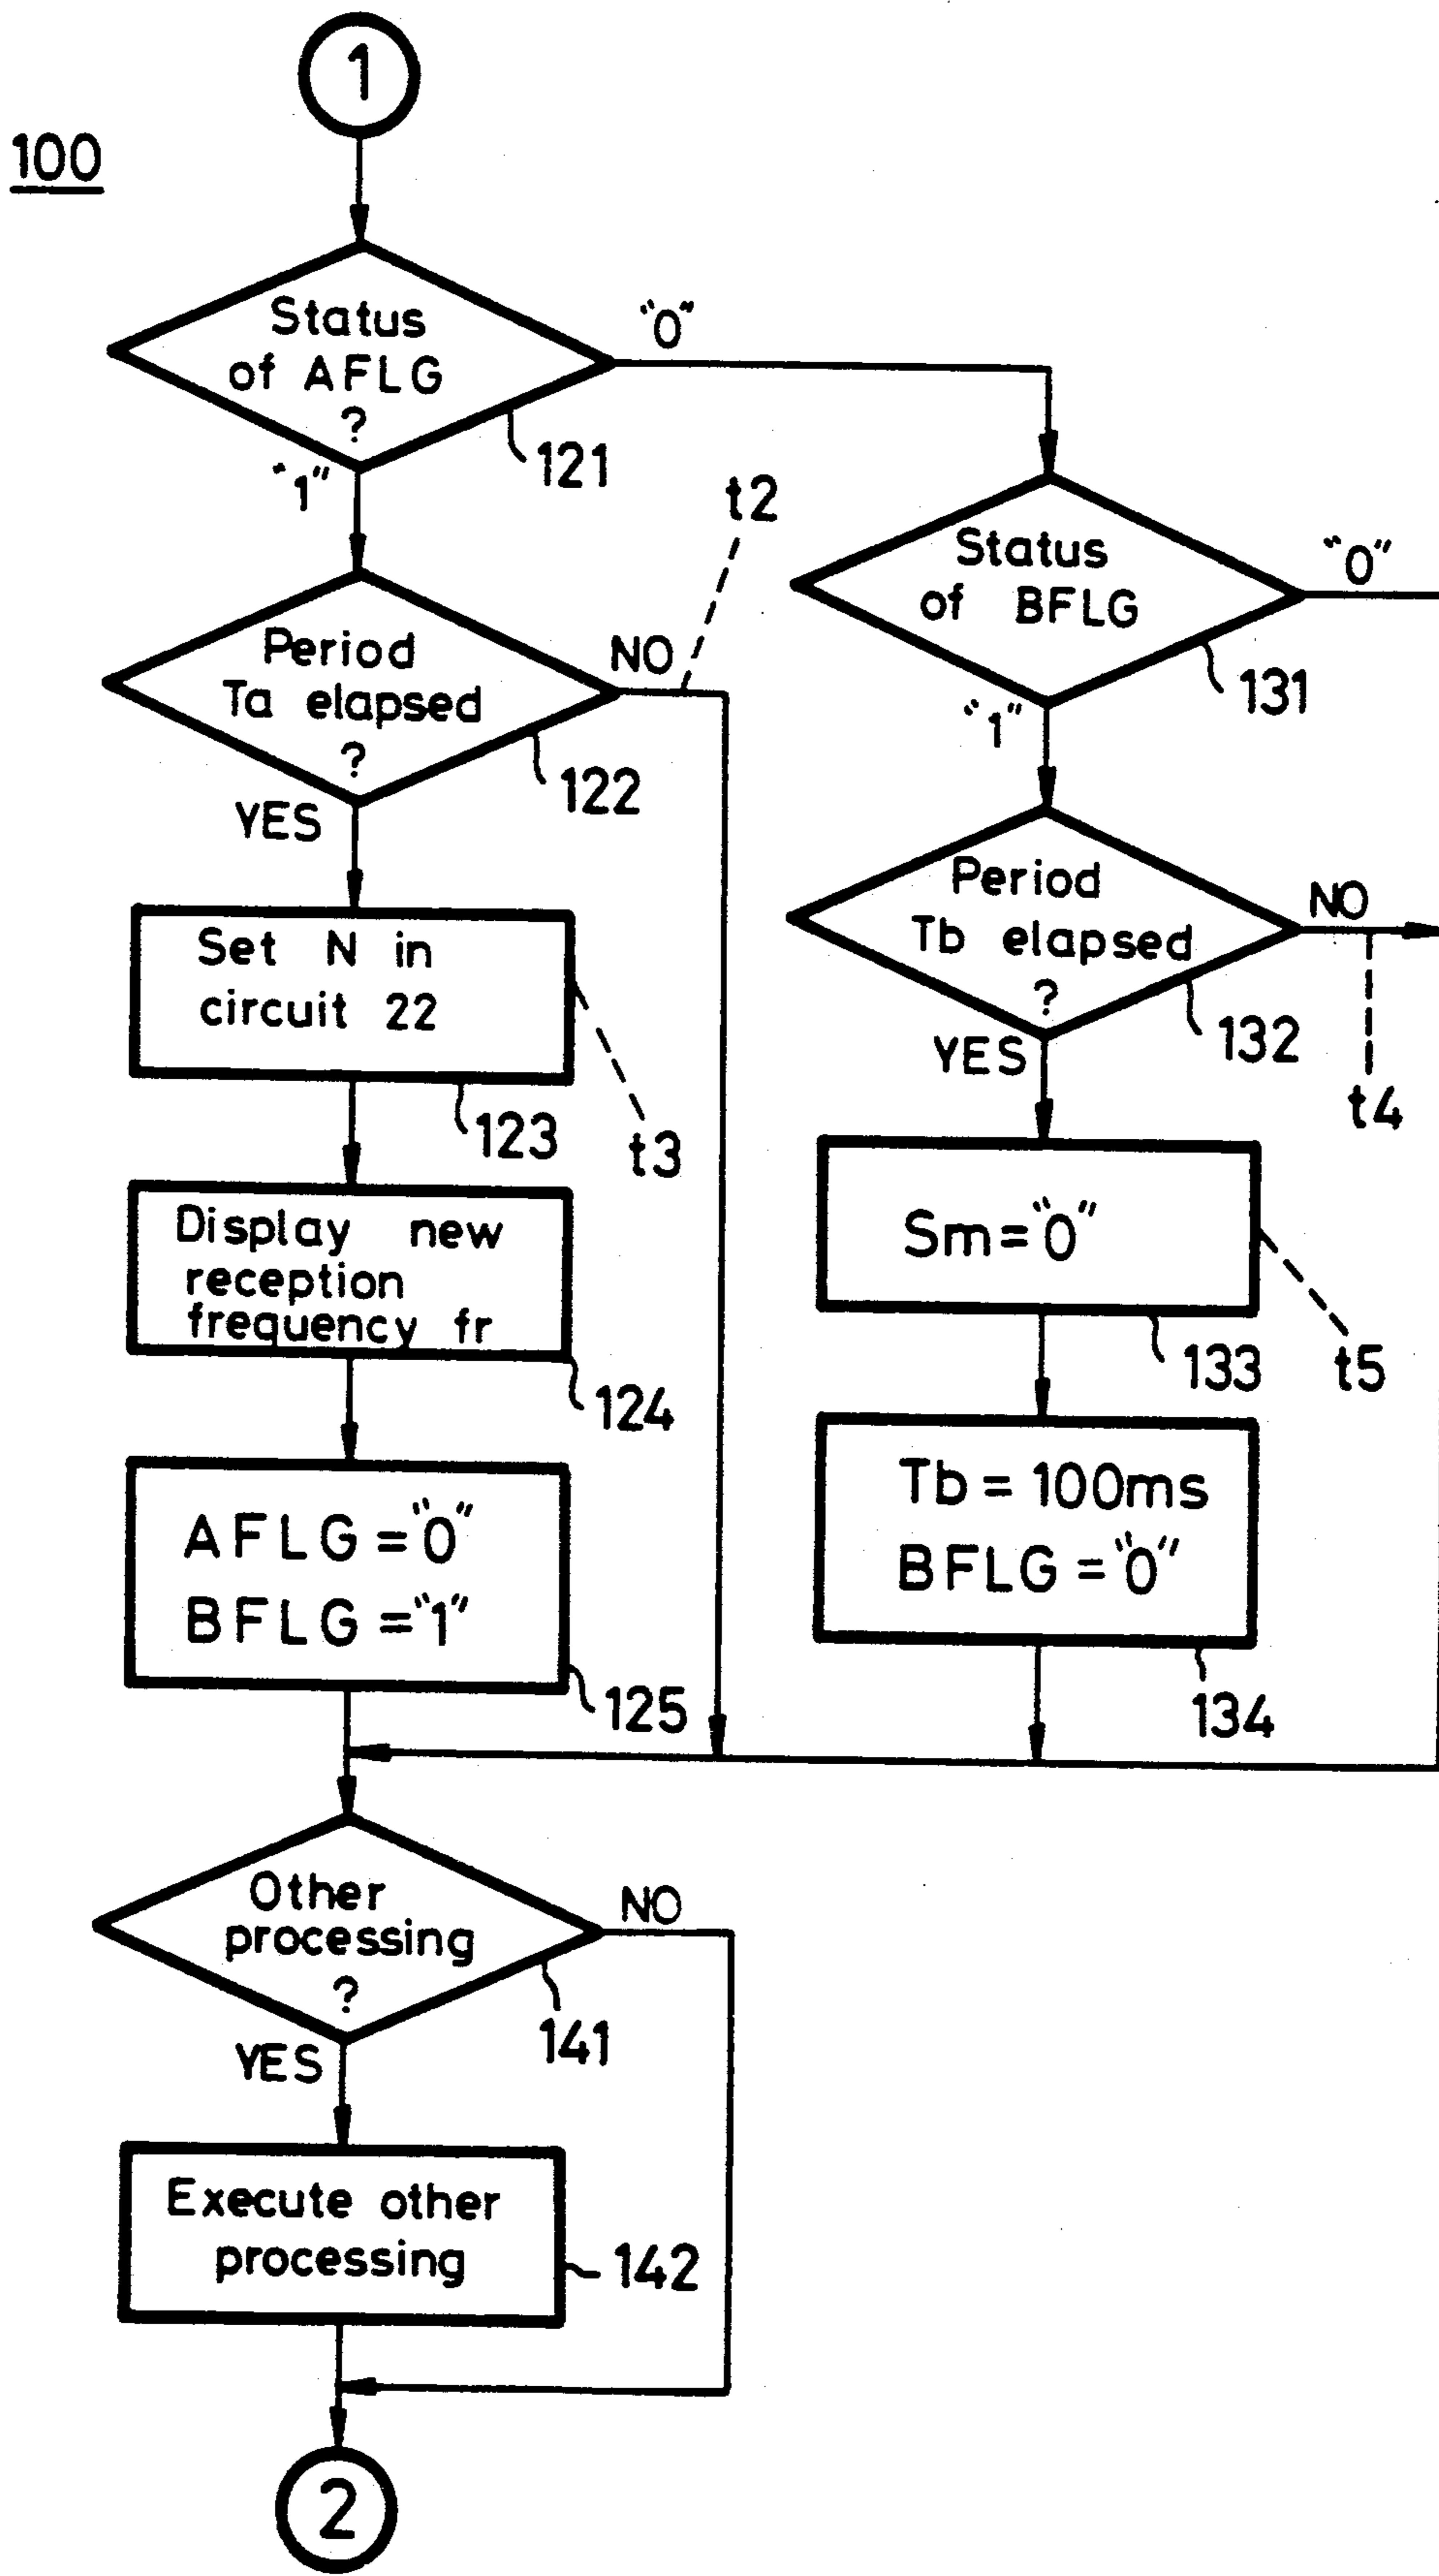 1
100
Status
of AFLG
?
"0"
121
"1"
t2
Status
of BFLG
"0"
131
"1"
Period
Ta elapsed
?
NO
122
YES
Period
Tb elapsed
?
NO
132
YES
t4
Set N in
circuit 22
123
t3
Sm="0"
133
t5
Display new
reception
frequency fr
124
Tb = 100ms
BFLG ="0"
134
AFLG ="0"
BFLG ="1"
125
Other
processing
?
NO
141
YES
Execute other
processing
142
2